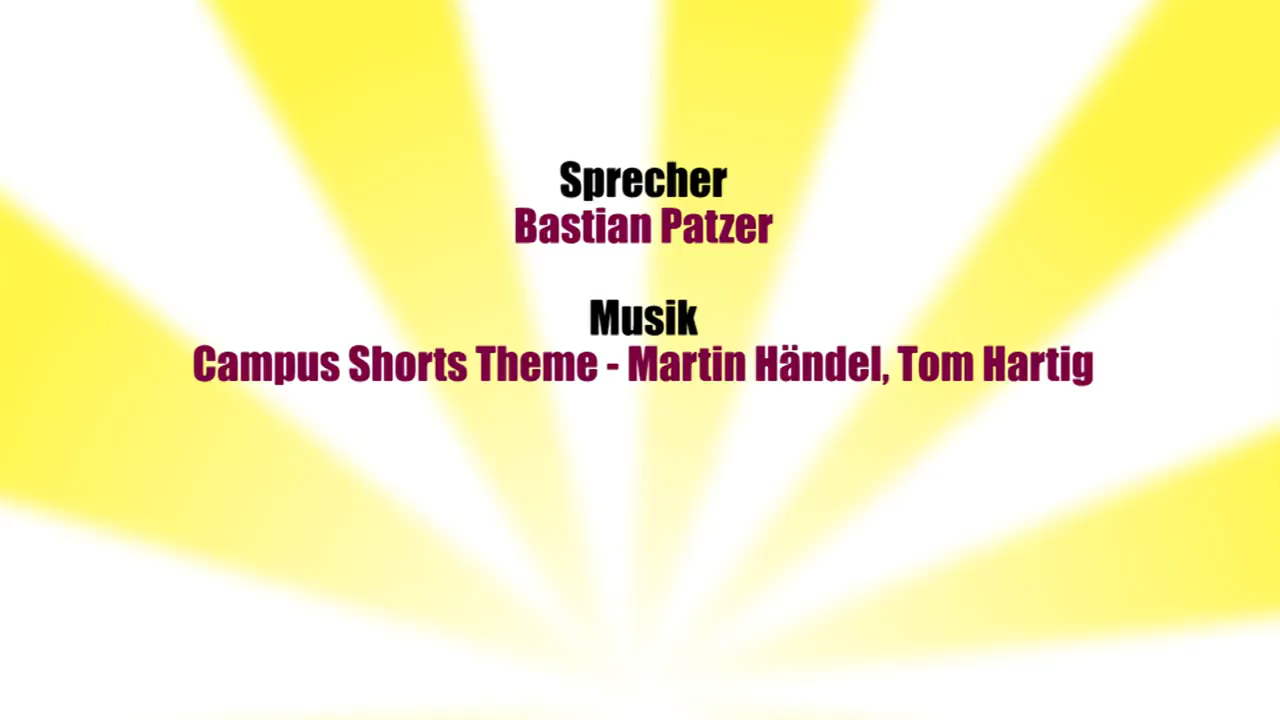 Sprecher
Bastian Patzer
Musik
Campus Shorts Theme - Martin Händel, Tom Hartig